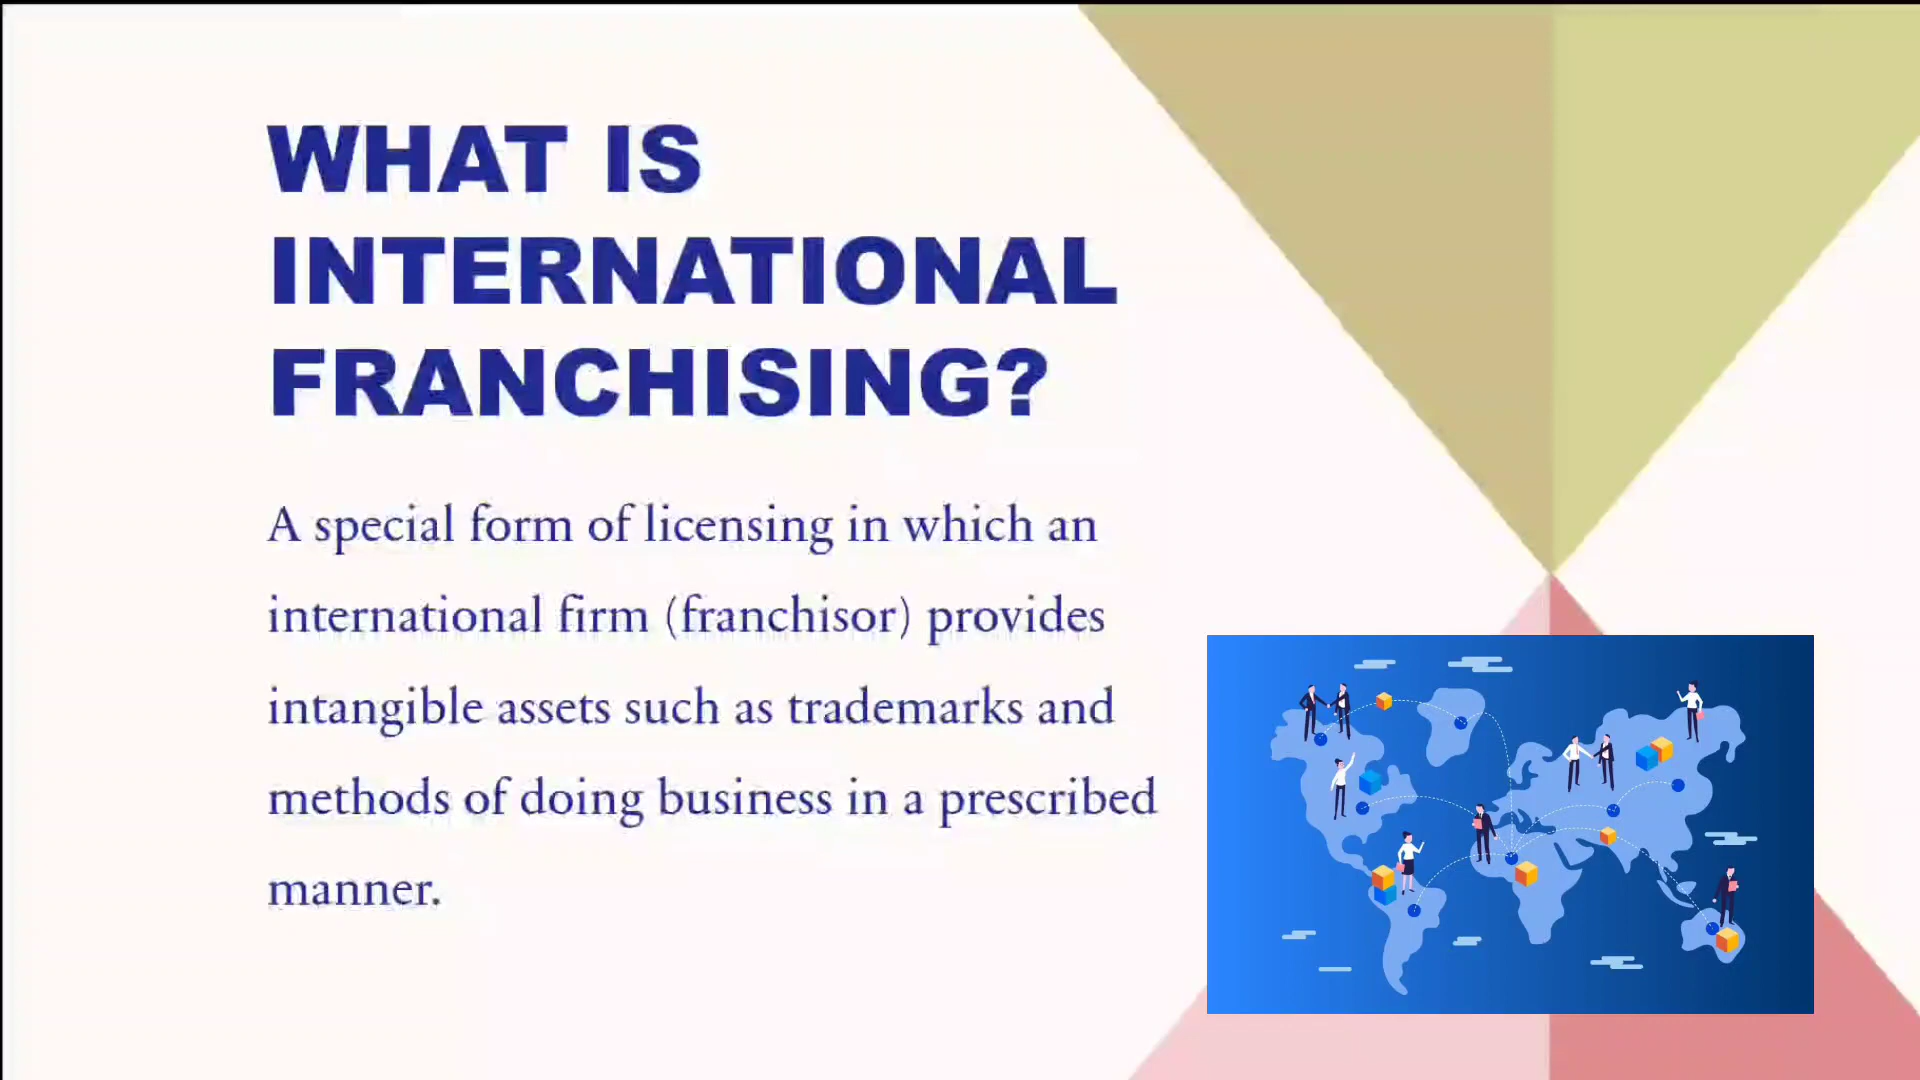 WHAT IS
INTERNATIONAL
FRANCHISING?
A special form of licensing in which an
international firm (franchisor) provides
intangible assets such as trademarks and
methods of doing business in a prescribed
manner.